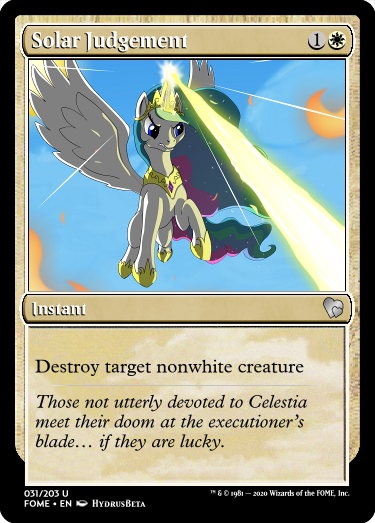 Solar Judgement 1
Instant
Destroy target nonwhite creature
Those not utterly devoted to Celestia
meet their doom at the executioner's
blade... if they are lucky.
031/203 U
FOME • EN HYDRUSBETA
™ & © 1981 — 2020 Wizards of the FOME, Inc.